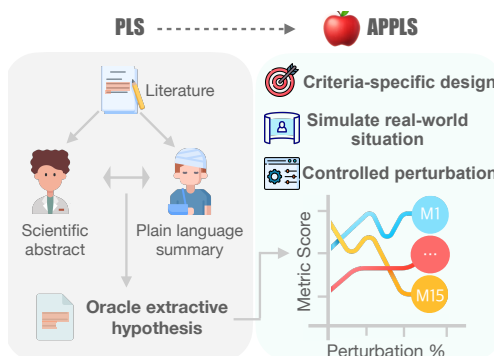 PLS
APPLS
Literature
Scientific
abstract
Plain language
summary
Oracle extractive
hypothesis
Criteria-specific design
Simulate real-world
situation
Controlled perturbation
Metric Score
M1
...
M15
Perturbation %